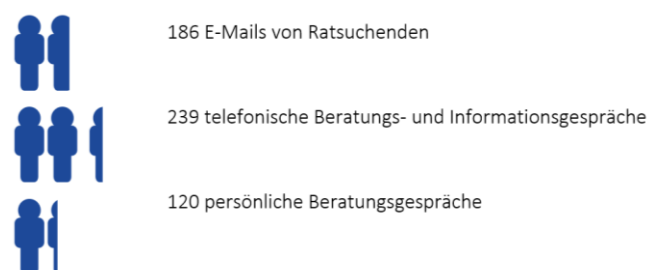 186 E-Mails von Ratsuchenden
239 telefonische Beratungs- und Informationsgespräche
120 persönliche Beratungsgespräche